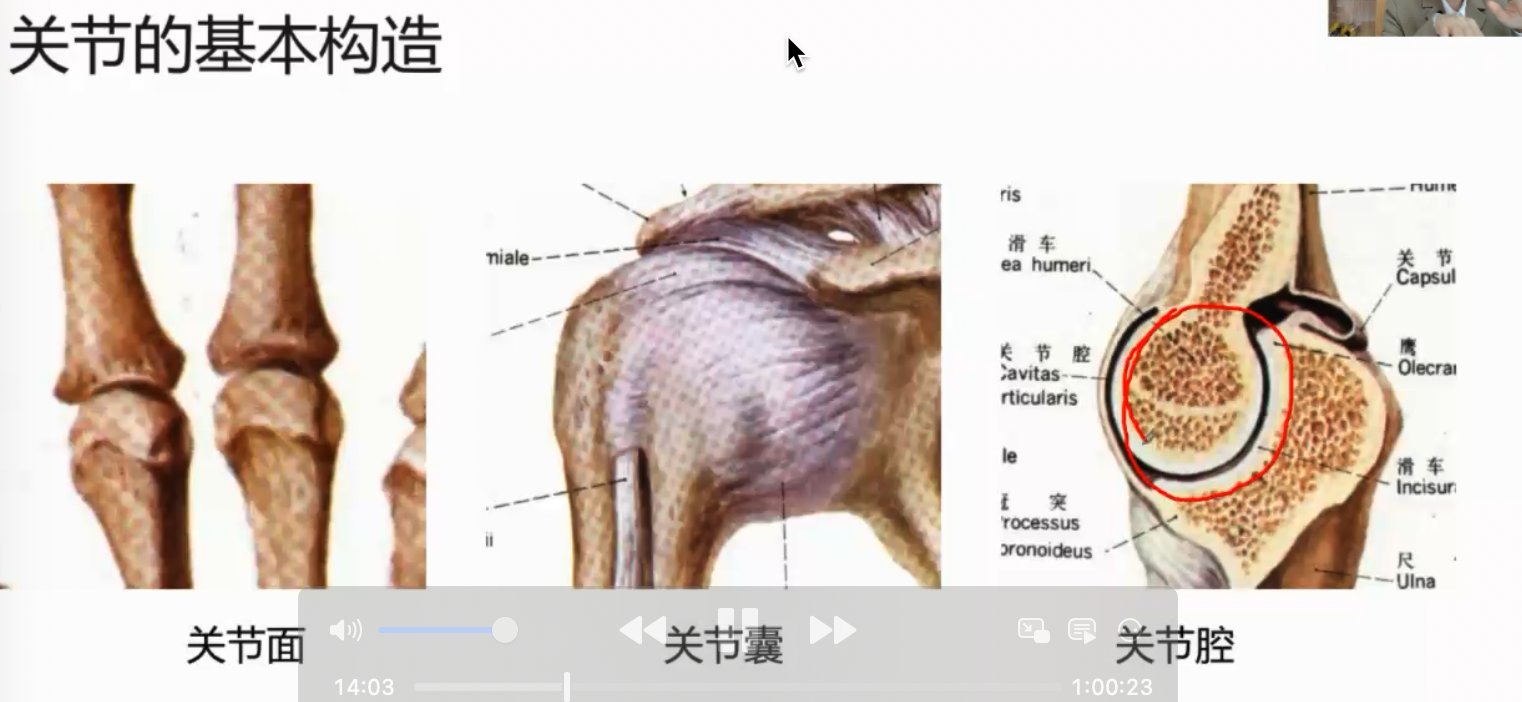 关节的基本构造
miale
ii
ris
滑车
ea humeri
关节腔
Cavitas
rticularis
le
突
rocessus
oronoideus
Hume
关节
Capsul
鹰
Olecra
滑车
Incisur
尺
Ulna
关节面
关节囊
关节腔
14:03
1:00:23